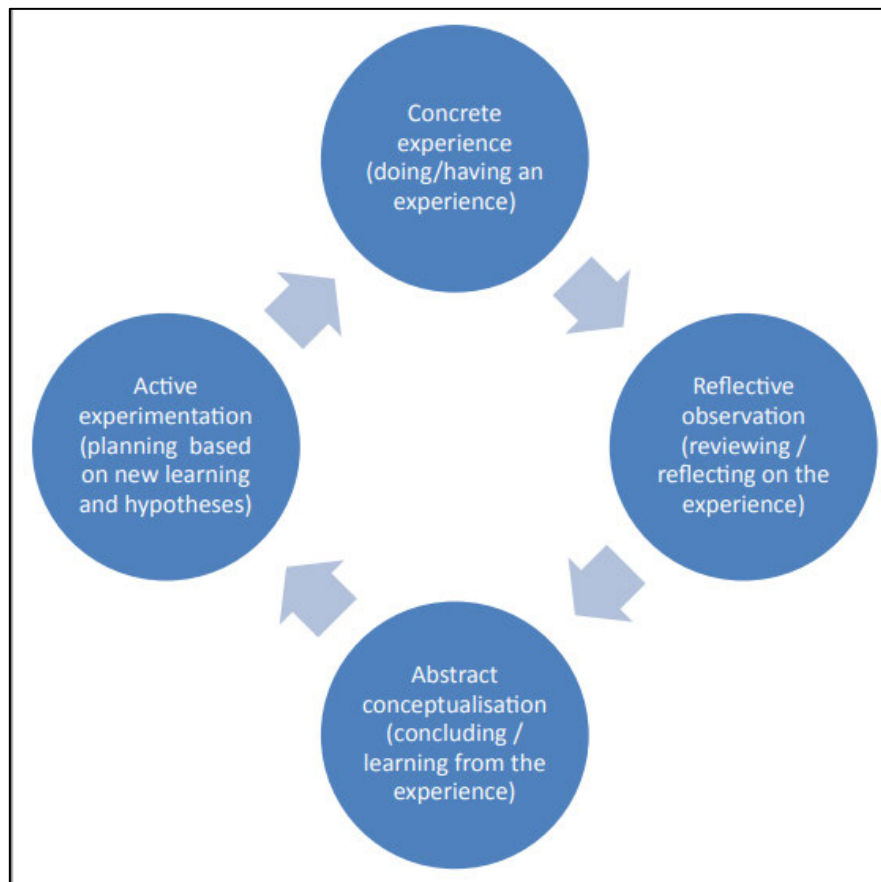 Concrete
experience
(doing/having an
experience)
Reflective
observation
(reviewing /
reflecting on the
experience)
Abstract
conceptualisation
(concluding /
learning from the
experience)
Active
experimentation
(planning based
on new learning
and hypotheses)